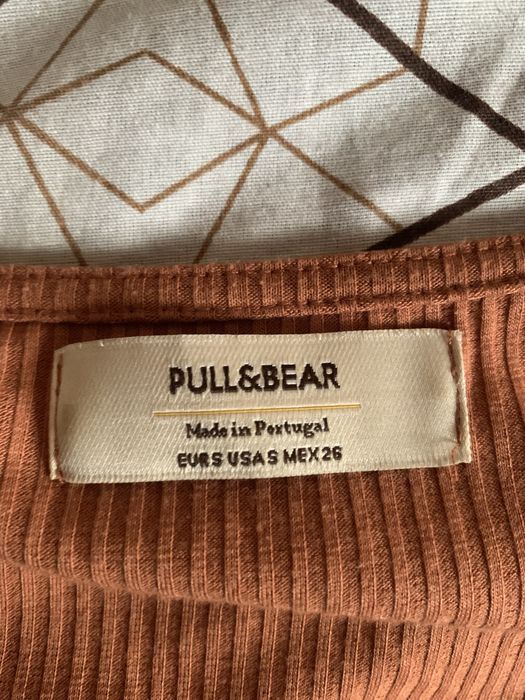 PULL&BEAR
Made in Portugal
EUR S USA S MEX 26